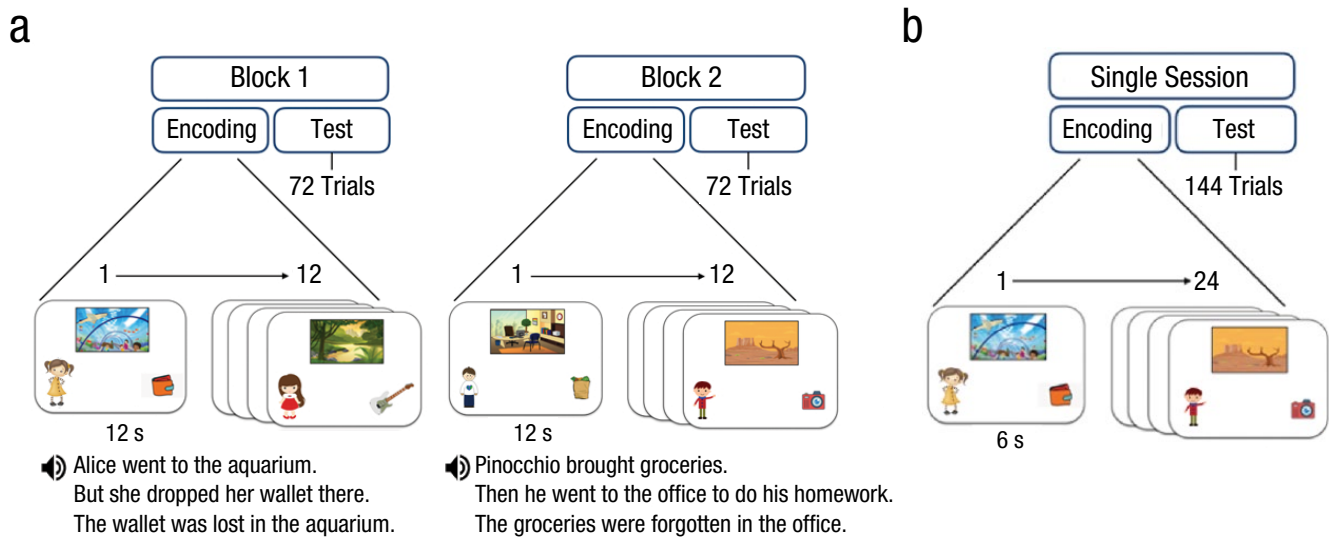 a
b
Block 1
Block 2
Single Session
Encoding
Test
Encoding
Test
Encoding
Test
72 Trials
72 Trials
144 Trials
1
12
1
12
1
24
12 s
12 s
6 s
Alice went to the aquarium.
But she dropped her wallet there.
The wallet was lost in the aquarium.
Pinocchio brought groceries.
Then he went to the office to do his homework.
The groceries were forgotten in the office.